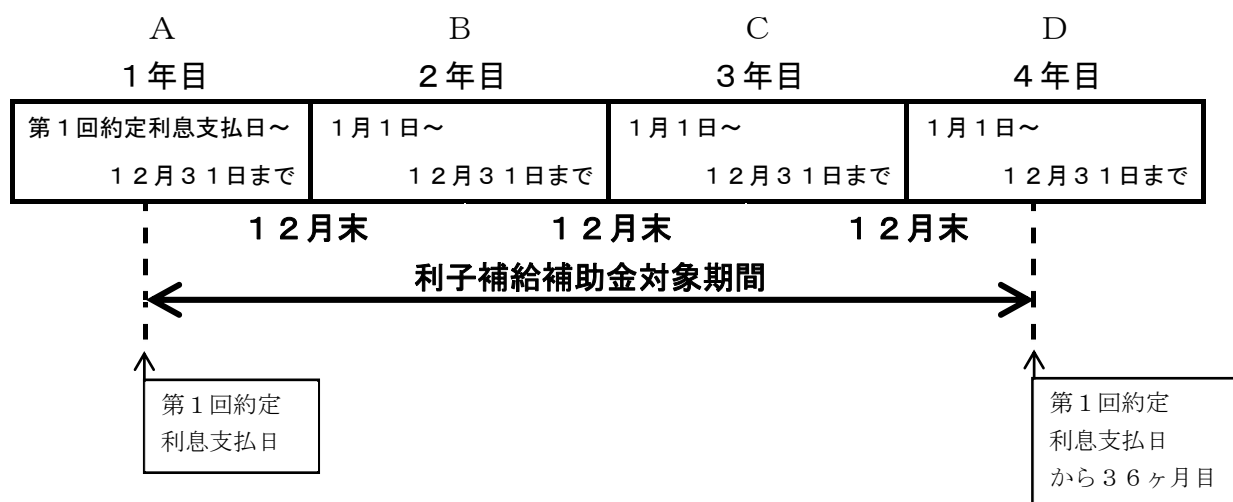 A B C D
１年目 ２年目 ３年目 ４年目
第１回約定利息支払日～ １月１日～ １月１日～ １月１日～
１２月３１日まで １２月３１日まで １２月３１日まで １２月３１日まで
１２月末 １２月末 １２月末
利子補給補助金対象期間
第１回約定
利息支払日
第１回約定
利息支払日
から３６ヶ月目